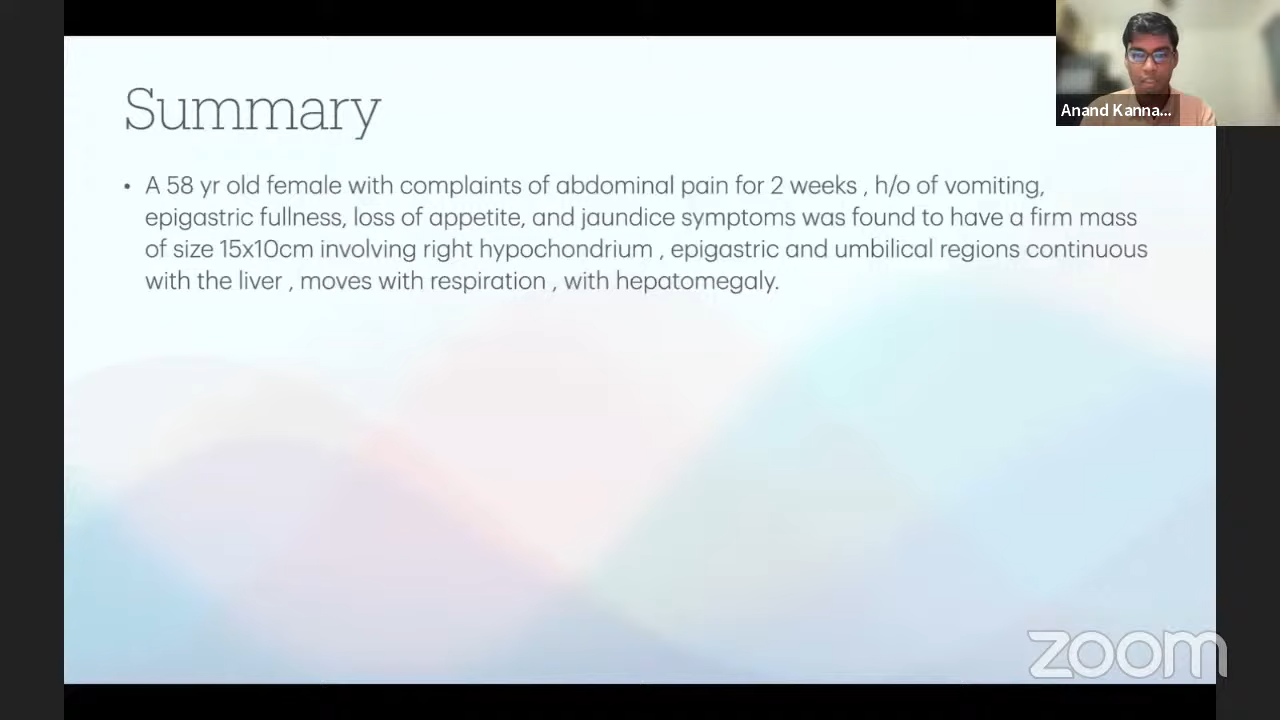 Summary
• A 58 yr old female with complaints of abdominal pain for 2 weeks , h/o of vomiting,
epigastric fullness, loss of appetite, and jaundice symptoms was found to have a firm mass
of size 15x10cm involving right hypochondrium , epigastric and umbilical regions continuous
with the liver , moves with respiration , with hepatomegaly.
Anand Kanna...
zoom